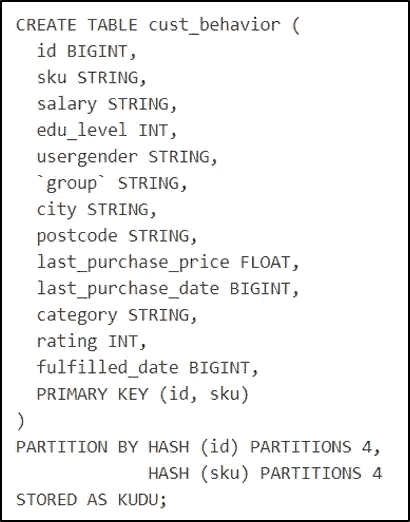 CREATE TABLE cust_behavior (
id BIGINT,
sku STRING,
salary STRING,
edu_level INT,
usergender STRING,
`group` STRING,
city STRING,
postcode STRING,
last_purchase_price FLOAT,
last_purchase_date BIGINT,
category STRING,
rating INT,
fulfilled_date BIGINT,
PRIMARY KEY (id, sku)
)
PARTITION BY HASH (id) PARTITIONS 4,
HASH (sku) PARTITIONS 4
STORED AS KUDU;